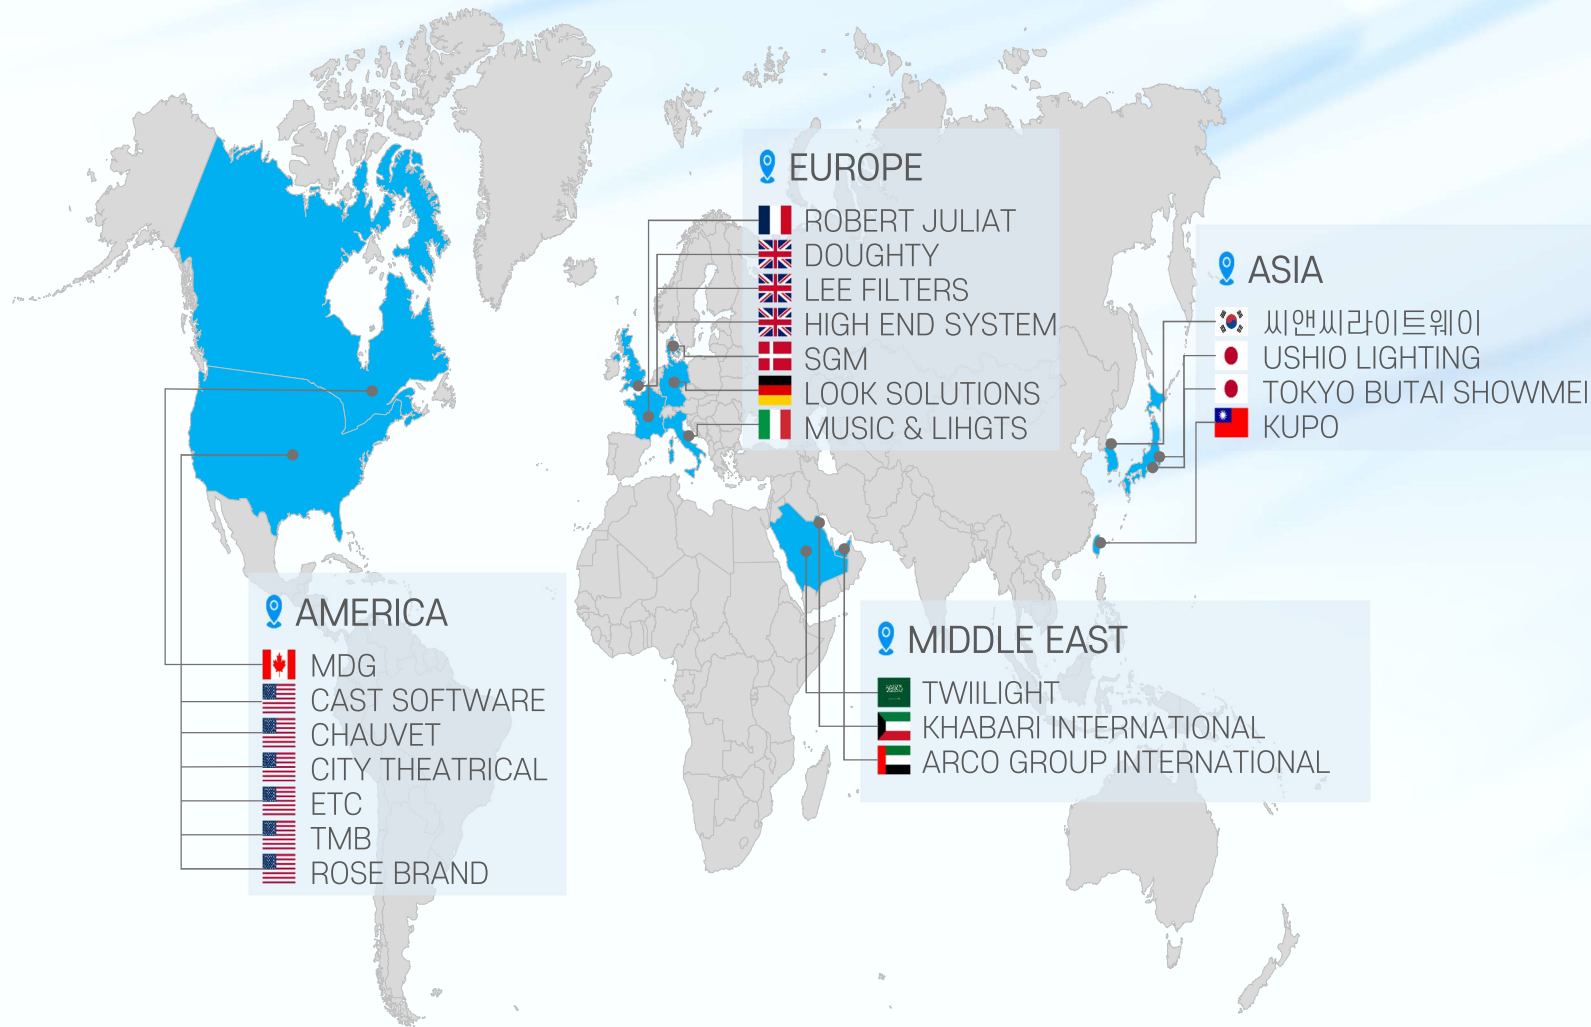 EUROPE
ROBERT JULIAT
DOUGHTY
LEE FILTERS
HIGH END SYSTEM
SGM
LOOK SOLUTIONS
MUSIC & LIHGTS
ASIA
씨앤씨라이트웨이
USHIO LIGHTING
TOKYO BUTAI SHOWMEI
KUPO
AMERICA
MDG
CAST SOFTWARE
CHAUVET
CITY THEATRICAL
ETC
TMB
ROSE BRAND
MIDDLE EAST
TWIILIGHT
KHABARI INTERNATIONAL
ARCO GROUP INTERNATIONAL